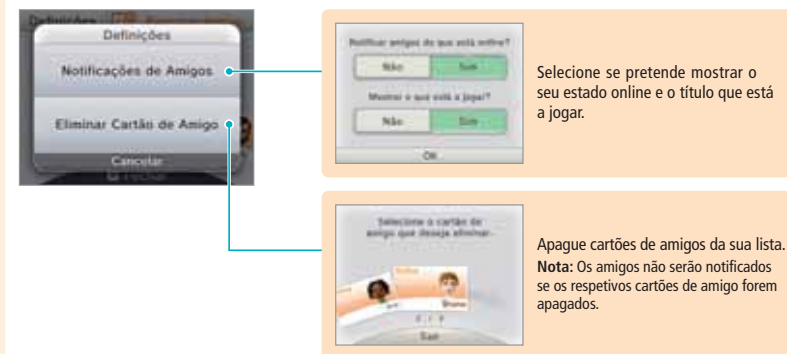 Definições
Definições
Notificações de Amigos
Eliminar Cartão de Amigo
Cancelar
Fechar
Notificar amigos de que está online?
Não
Sim
Mostrar o que está a jogar?
Não
Sim
OK
Selecione se pretende mostrar o
seu estado online e o título que está
a jogar.
Selecione o cartão de
amigo que deseja eliminar.
Bruno
Sair
Apague cartões de amigos da sua lista.
Nota: Os amigos não serão notificados
se os respetivos cartões de amigo forem
apagados.